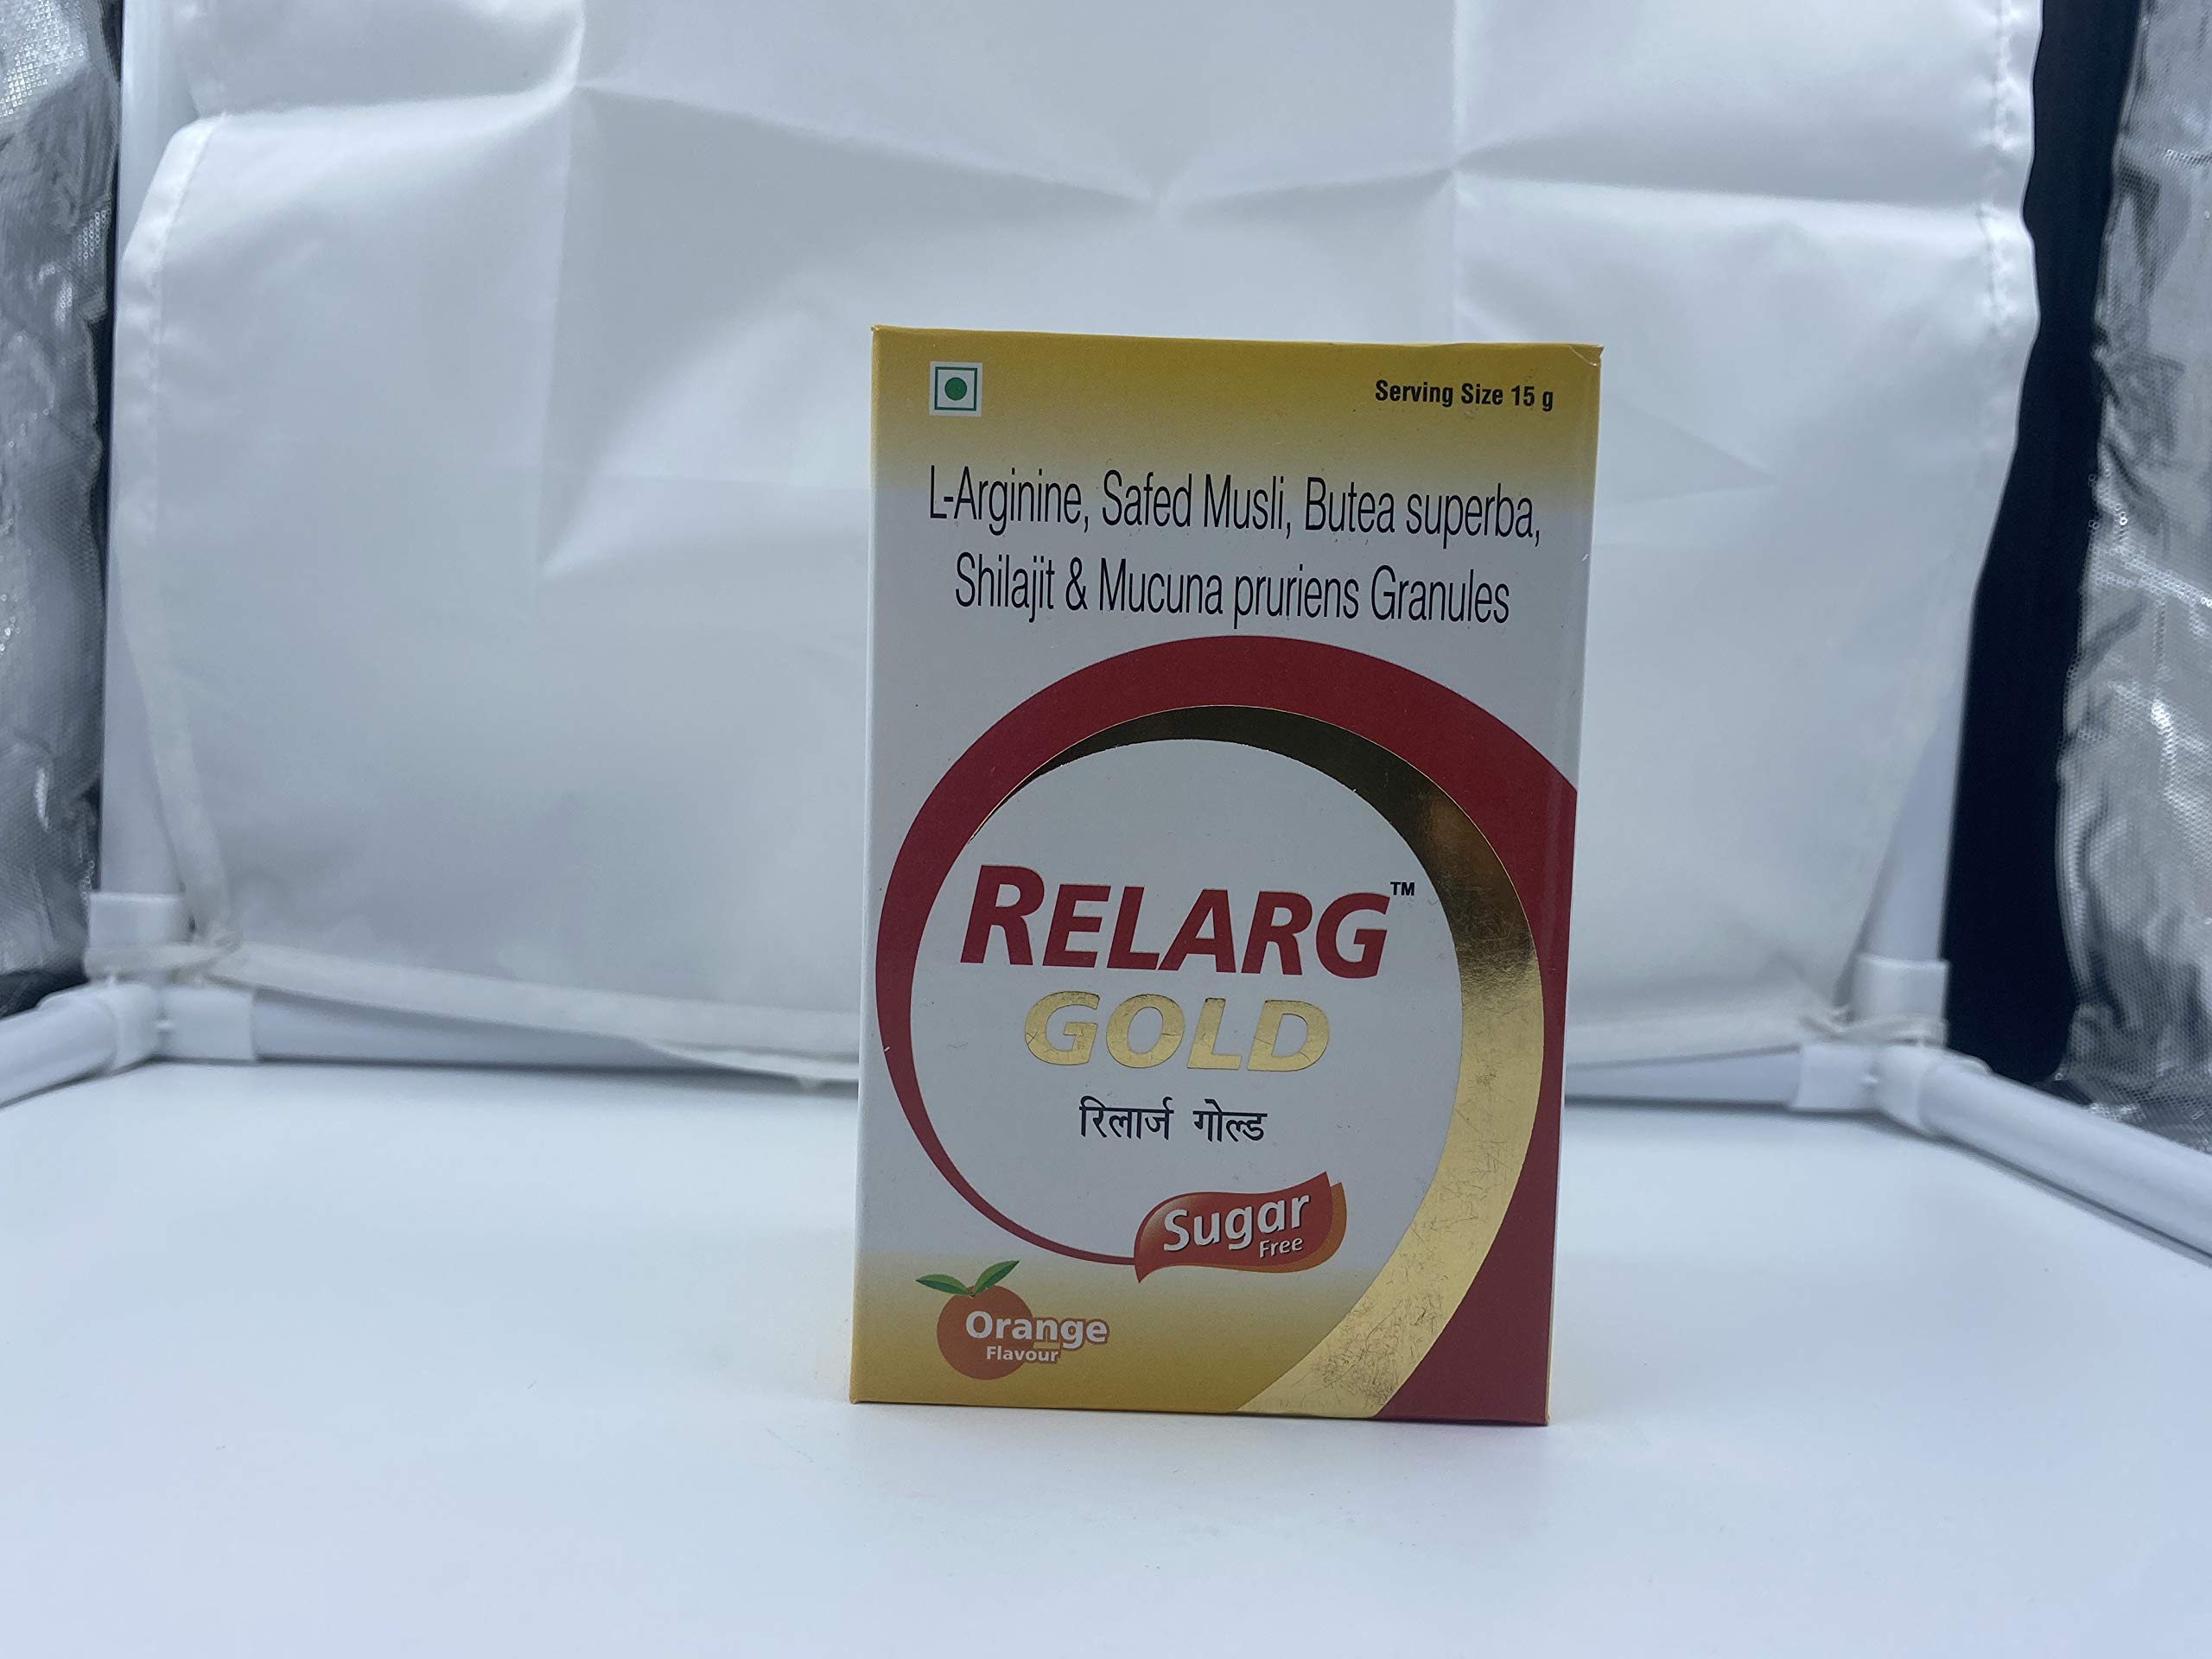 Serving Size 15 g
L-Arginine, Safed Musli, Butea superba,
Shilajit & Mucuna pruriens Granules
RELARG™
GOLD
रिलार्ज गोल्ड
Sugar
Free
Orange
Flavour